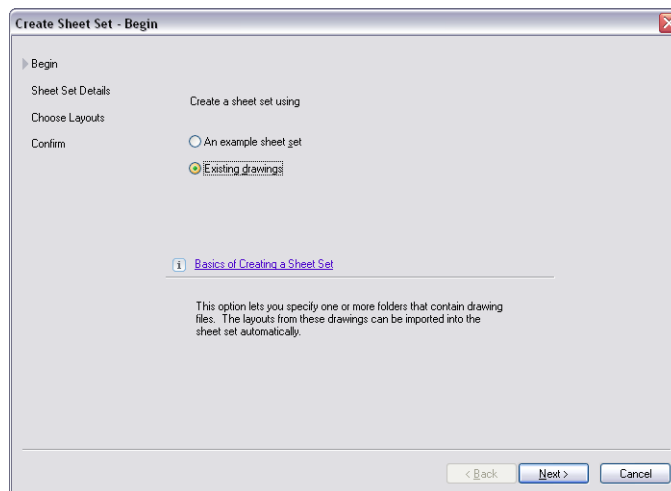 Create Sheet Set - Begin
Begin
Sheet Set Details
Choose Layouts
Confirm
Create a sheet set using
An example sheet set
Existing drawings
Basics of Creating a Sheet Set
This option lets you specify one or more folders that contain drawing
files. The layouts from these drawings can be imported into the
sheet set automatically.
< Back
Next >
Cancel